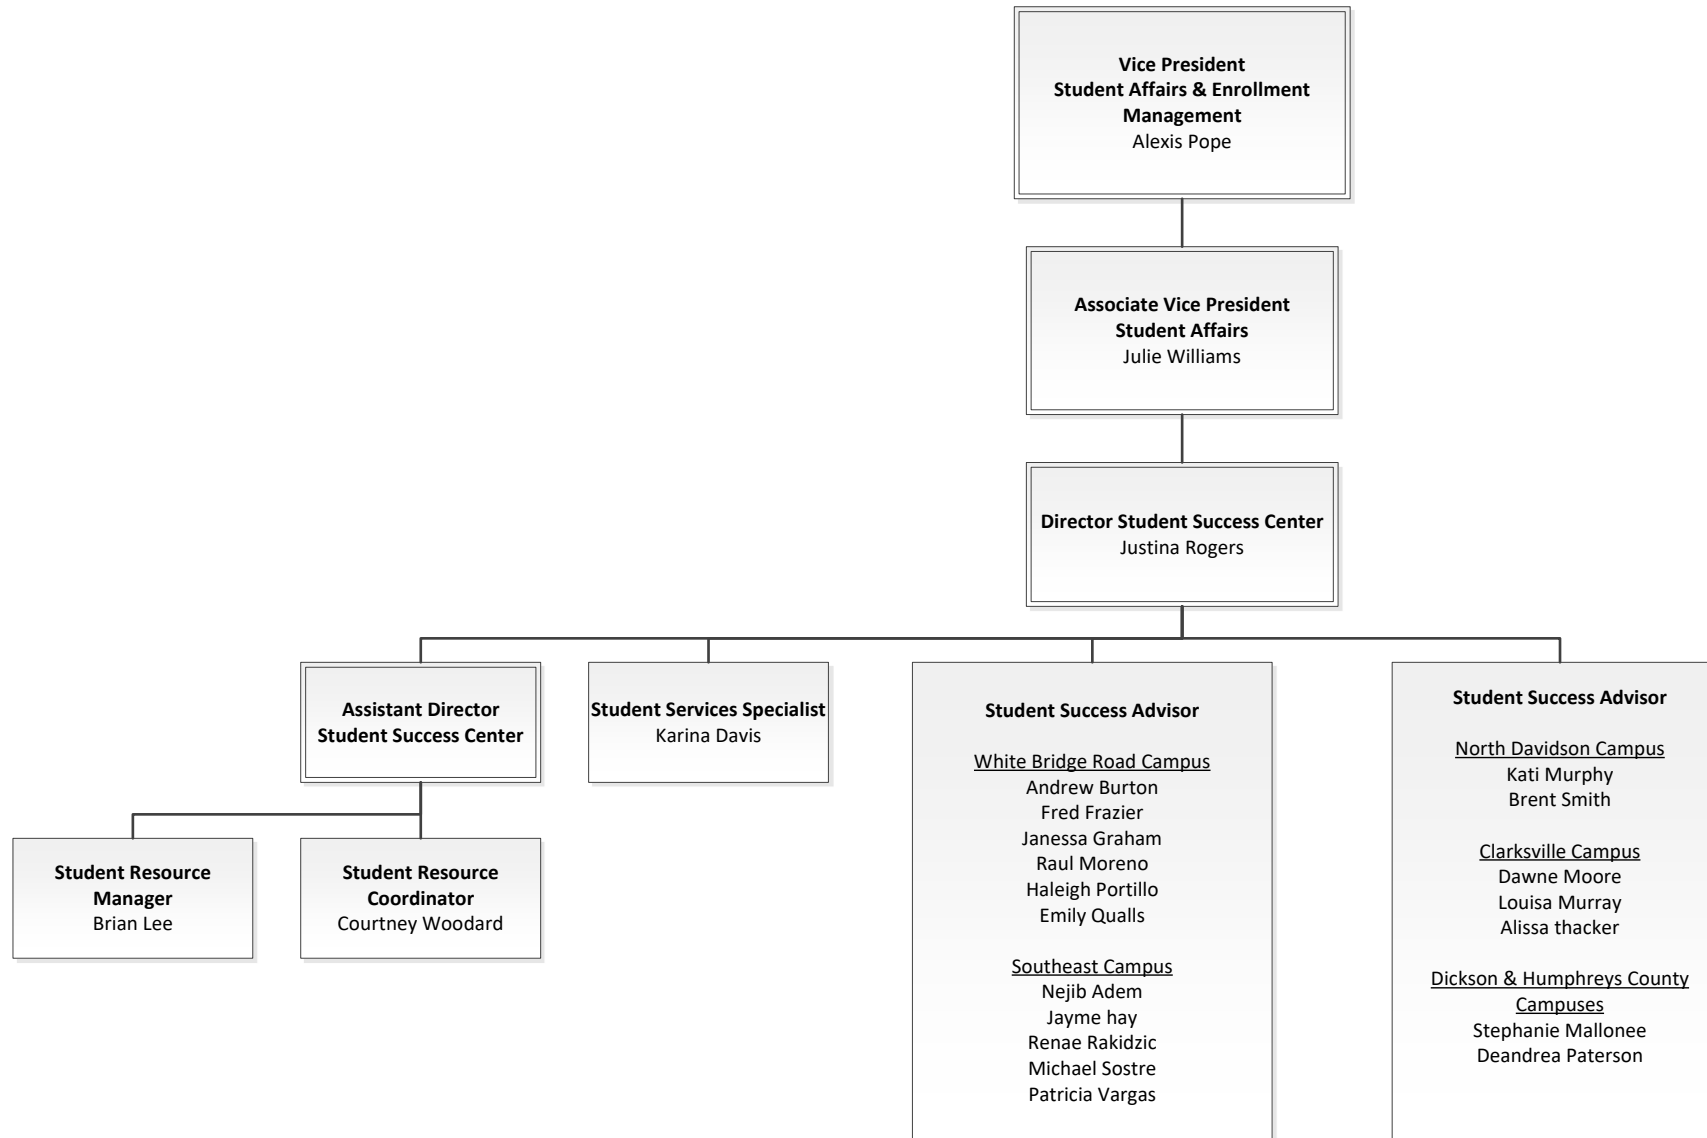 Vice President
Student Affairs & Enrollment
Management
Alexis Pope
Associate Vice President
Student Affairs
Julie Williams
Director Student Success Center
Justina Rogers
Assistant Director
Student Success Center
Student Services Specialist
Karina Davis
Student Success Advisor
White Bridge Road Campus
Andrew Burton
Fred Frazier
Janessa Graham
Raul Moreno
Haleigh Portillo
Emily Qualls
Southeast Campus
Nejib Adem
Jayme hay
Renae Rakidzic
Michael Sostre
Patricia Vargas
Student Success Advisor
North Davidson Campus
Kati Murphy
Brent Smith
Clarksville Campus
Dawne Moore
Louisa Murray
Alissa thacker
Dickson & Humphreys County
Campuses
Stephanie Mallonee
Deandrea Paterson
Student Resource
Manager
Brian Lee
Student Resource
Coordinator
Courtney Woodard